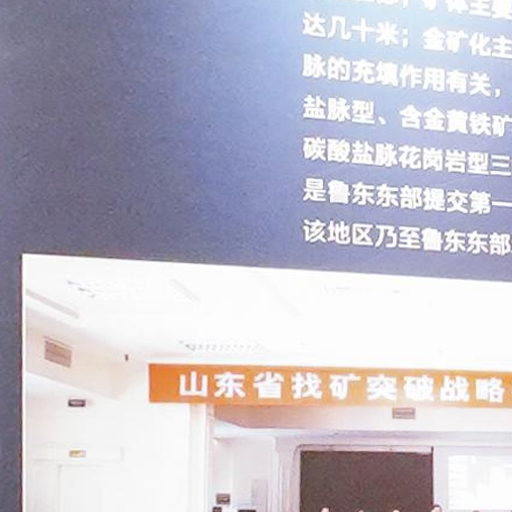 达几十米；金矿化主
脉的充填作用有关，
盐脉型、含金黄铁矿
碳酸盐脉花岗岩型三
是鲁东东部提交第一
该地区乃至鲁东东部
山东省找矿突破战略